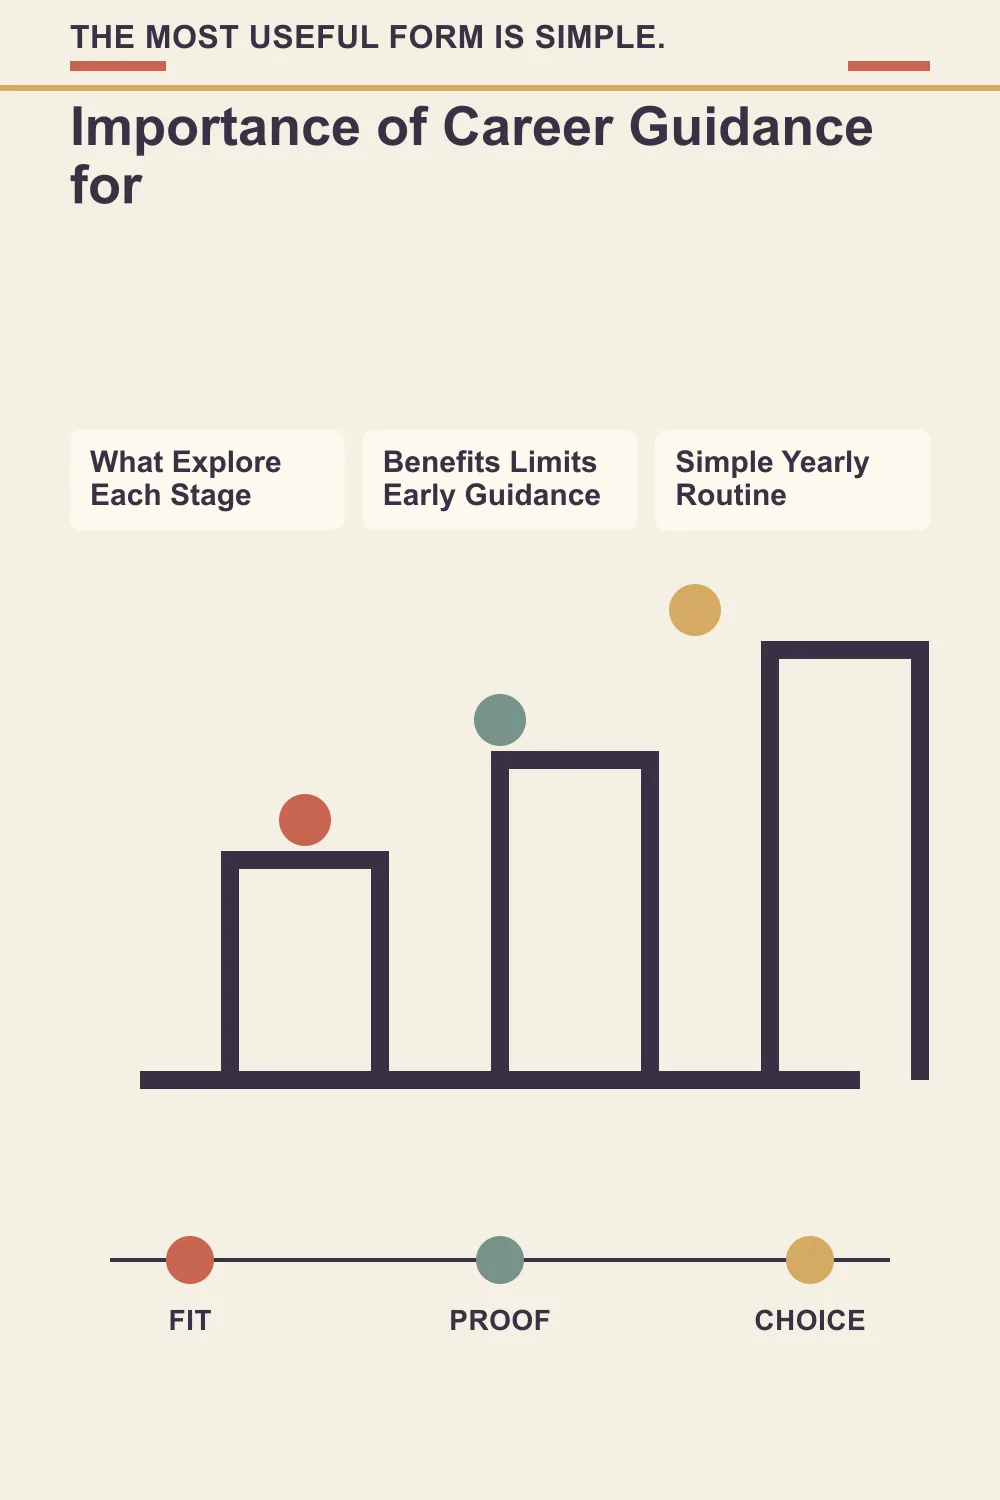 THE MOST USEFUL FORM IS SIMPLE.
Importance of Career Guidance
for
What Explore
Each Stage
Benefits Limits
Early Guidance
Simple Yearly
Routine
FIT
PROOF
CHOICE